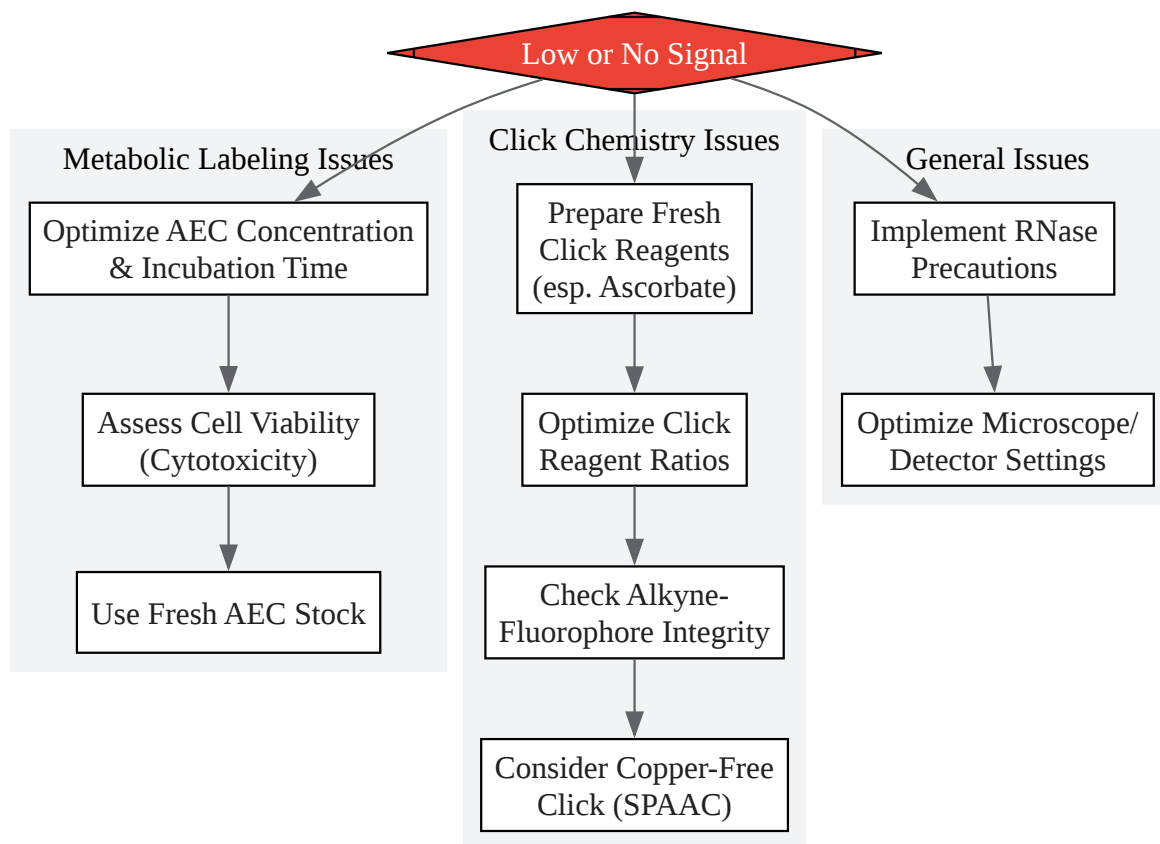 Low or No Signal
Metabolic Labeling Issues
Optimize AEC Concentration
& Incubation Time
Assess Cell Viability
(Cytotoxicity)
Use Fresh AEC Stock
Click Chemistry Issues
Prepare Fresh
Click Reagents
(esp. Ascorbate)
Optimize Click
Reagent Ratios
Check Alkyne-
Fluorophore Integrity
Consider Copper-Free
Click (SPAAC)
General Issues
Implement RNase
Precautions
Optimize Microscope/
Detector Settings